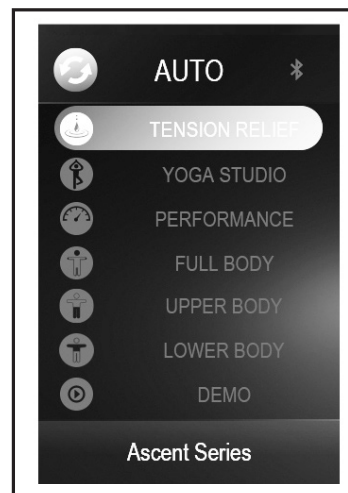 AUTO
TENSION RELIEF
YOGA STUDIO
PERFORMANCE
FULL BODY
UPPER BODY
LOWER BODY
DEMO
Ascent Series